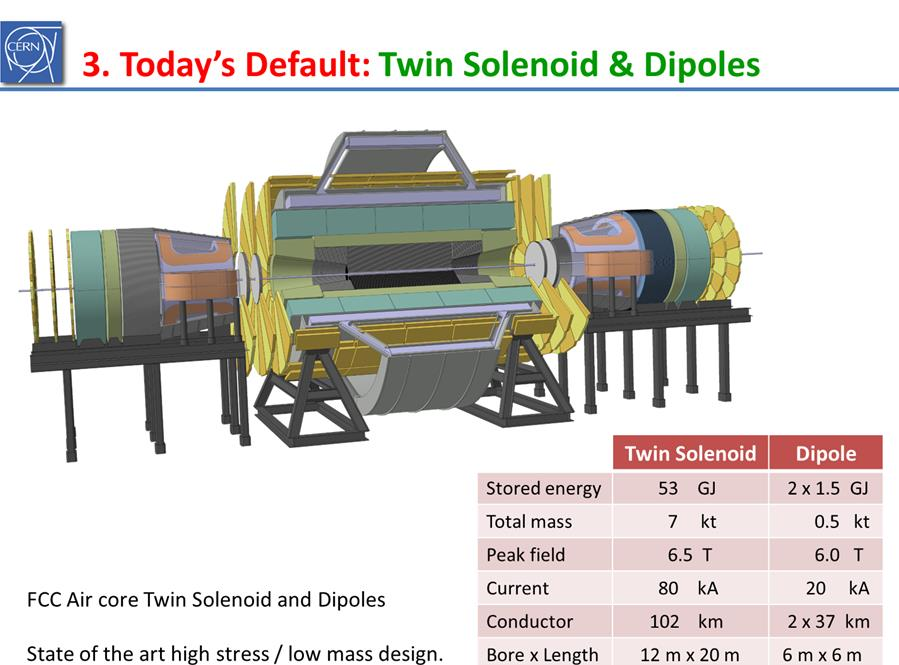 CERN
3. Today's Default: Twin Solenoid & Dipoles
Twin Solenoid Dipole
Stored energy 53 GJ 2 x 1.5 GJ
Total mass 7 kt 0.5 kt
Peak field 6.5 T 6.0 T
Current 80 kA 20 kA
Conductor 102 km 2 x 37 km
Bore x Length 12 m x 20 m 6 m x 6 m
FCC Air core Twin Solenoid and Dipoles
State of the art high stress / low mass design.